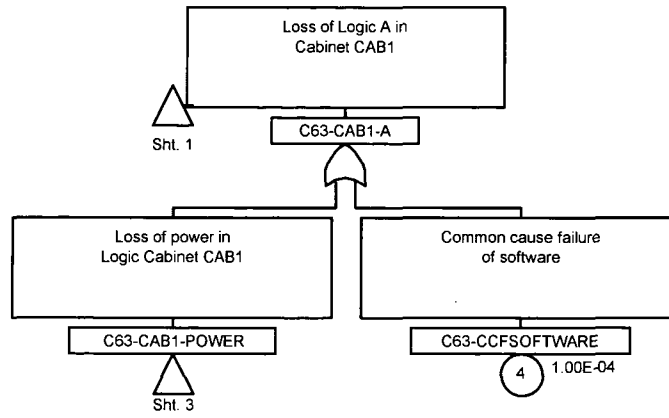 Loss of Logic A in
Cabinet CAB1
Sht. 1
C63-CAB1-A
Loss of power in
Logic Cabinet CAB1
C63-CAB1-POWER
Sht. 3
Common cause failure
of software
C63-CCFSOFTWARE
4
1.00E-04